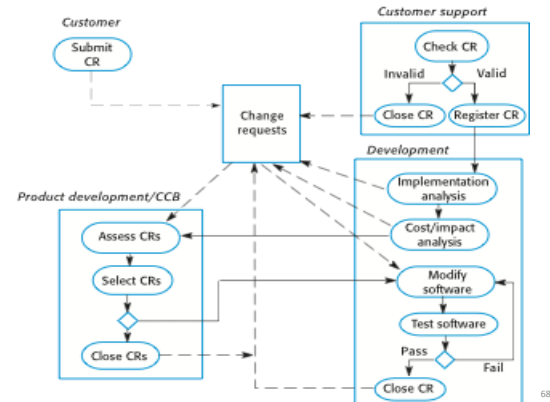 Customer
Submit
CR
Customer support
Check CR
Invalid
Valid
Close CR
Register CR
Change
requests
Development
Implementation
analysis
Cost/impact
analysis
Modify
software
Test software
Pass
Fail
Close CR
Product development/CCB
Assess CRs
Select CRs
Close CRs
68